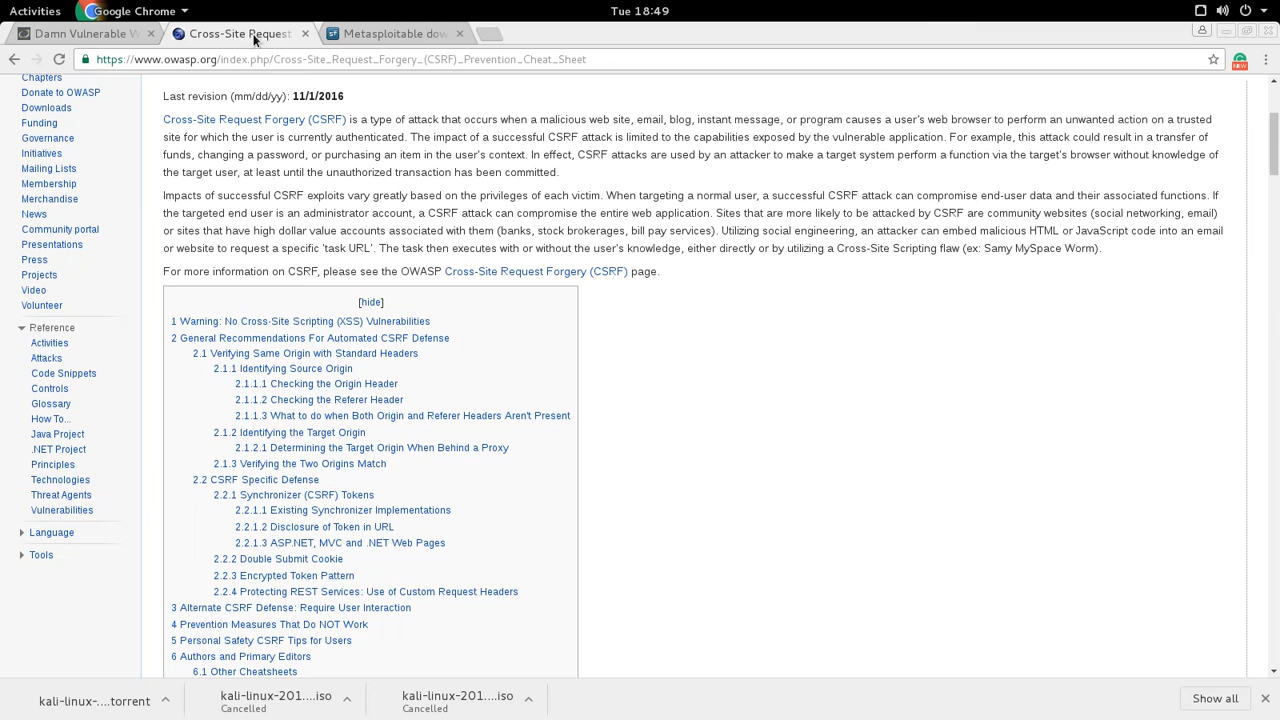 Activities
Google Chrome
Tue 18:49
Damn Vulnerable W
Cross-Site Request
Metasploitable dow
https://www.owasp.org/index.php/Cross-Site_Request_Forgery_(CSRF)_Prevention_Cheat_Sheet
NEW
Chapters
Donate to OWASP
Downloads
Funding
Governance
Initiatives
Mailing Lists
Membership
Merchandise
News
Community portal
Presentations
Press
Projects
Video
Volunteer
Reference
Activities
Attacks
Code Snippets
Controls
Glossary
How To...
Java Project
.NET Project
Principles
Technologies
Threat Agents
Vulnerabilities
Language
Tools
Last revision (mm/dd/yy): 11/1/2016
Cross-Site Request Forgery (CSRF) is a type of attack that occurs when a malicious web site, email, blog, instant message, or program causes a user's web browser to perform an unwanted action on a trusted
site for which the user is currently authenticated. The impact of a successful CSRF attack is limited to the capabilities exposed by the vulnerable application. For example, this attack could result in a transfer of
funds, changing a password, or purchasing an item in the user's context. In effect, CSRF attacks are used by an attacker to make a target system perform a function via the target's browser without knowledge of
the target user, at least until the unauthorized transaction has been committed.
Impacts of successful CSRF exploits vary greatly based on the privileges of each victim. When targeting a normal user, a successful CSRF attack can compromise end-user data and their associated functions. If
the targeted end user is an administrator account, a CSRF attack can compromise the entire web application. Sites that are more likely to be attacked by CSRF are community websites (social networking, email)
or sites that have high dollar value accounts associated with them (banks, stock brokerages, bill pay services). Utilizing social engineering, an attacker can embed malicious HTML or JavaScript code into an email
or website to request a specific 'task URL'. The task then executes with or without the user's knowledge, either directly or by utilizing a Cross-Site Scripting flaw (ex: Samy MySpace Worm).
For more information on CSRF, please see the OWASP Cross-Site Request Forgery (CSRF) page.
[hide]
1 Warning: No Cross-Site Scripting (XSS) Vulnerabilities
2 General Recommendations For Automated CSRF Defense
2.1 Verifying Same Origin with Standard Headers
2.1.1 Identifying Source Origin
2.1.1.1 Checking the Origin Header
2.1.1.2 Checking the Referer Header
2.1.1.3 What to do when Both Origin and Referer Headers Aren't Present
2.1.2 Identifying the Target Origin
2.1.2.1 Determining the Target Origin When Behind a Proxy
2.1.3 Verifying the Two Origins Match
2.2 CSRF Specific Defense
2.2.1 Synchronizer (CSRF) Tokens
2.2.1.1 Existing Synchronizer Implementations
2.2.1.2 Disclosure of Token in URL
2.2.1.3 ASP.NET, MVC and .NET Web Pages
2.2.2 Double Submit Cookie
2.2.3 Encrypted Token Pattern
2.2.4 Protecting REST Services: Use of Custom Request Headers
3 Alternate CSRF Defense: Require User Interaction
4 Prevention Measures That Do NOT Work
5 Personal Safety CSRF Tips for Users
6 Authors and Primary Editors
6.1 Other Cheatsheets
kali-linux-....torrent
kali-linux-201....iso
Cancelled
kali-linux-201....iso
Cancelled
Show all